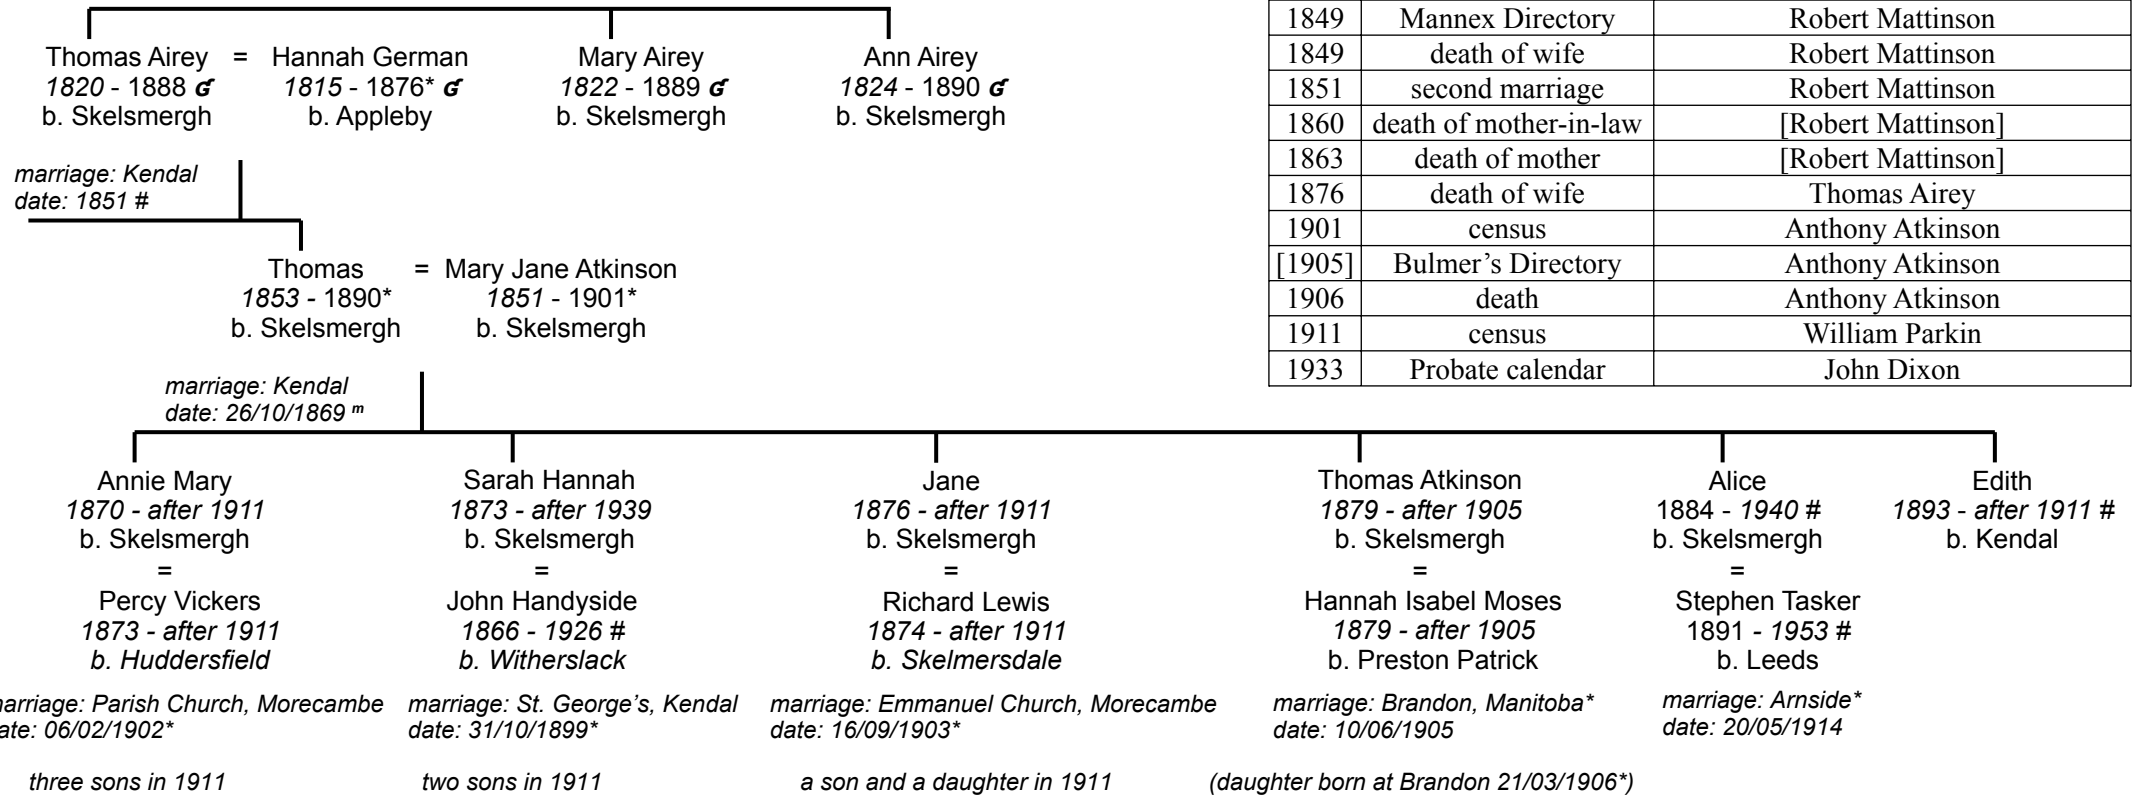 Thomas Airey = Hannah German
1820 - 1888 G
1815 - 1876* G
b. Skelsmergh
b. Appleby
Mary Airey
1822 - 1889 G
b. Skelsmergh
Ann Airey
1824 - 1890 G
b. Skelsmergh
marriage: Kendal
date: 1851 #
Thomas = Mary Jane Atkinson
1853 - 1890*
1851 - 1901*
b. Skelsmergh
b. Skelsmergh
marriage: Kendal
date: 26/10/1869 m
1849 Mannex Directory Robert Mattinson
1849 death of wife Robert Mattinson
1851 second marriage Robert Mattinson
1860 death of mother-in-law [Robert Mattinson]
1863 death of mother [Robert Mattinson]
1876 death of wife Thomas Airey
1901 census Anthony Atkinson
[1905] Bulmer’s Directory Anthony Atkinson
1906 death Anthony Atkinson
1911 census William Parkin
1933 Probate calendar John Dixon
Annie Mary
1870 - after 1911
b. Skelsmergh
=
Percy Vickers
1873 - after 1911
b. Huddersfield
Parish Church, Morecambe
06/02/1902*
three sons in 1911
Sarah Hannah
1873 - after 1939
b. Skelsmergh
=
John Handyside
1866 - 1926 #
b. Witherslack
marriage: St. George’s, Kendal
date: 31/10/1899*
two sons in 1911
Jane
1876 - after 1911
b. Skelsmergh
=
Richard Lewis
1874 - after 1911
b. Skelmersdale
marriage: Emmanuel Church, Morecambe
date: 16/09/1903*
a son and a daughter in 1911
Thomas Atkinson
1879 - after 1905
b. Skelsmergh
=
Hannah Isabel Moses
1879 - after 1905
b. Preston Patrick
marriage: Brandon, Manitoba*
date: 10/06/1905
(daughter born at Brandon 21/03/1906*)
Alice
1884 - 1940 #
b. Skelsmergh
=
Stephen Tasker
1891 - 1953 #
b. Leeds
marriage: Arnside*
date: 20/05/1914
Edith
1893 - after 1911 #
b. Kendal